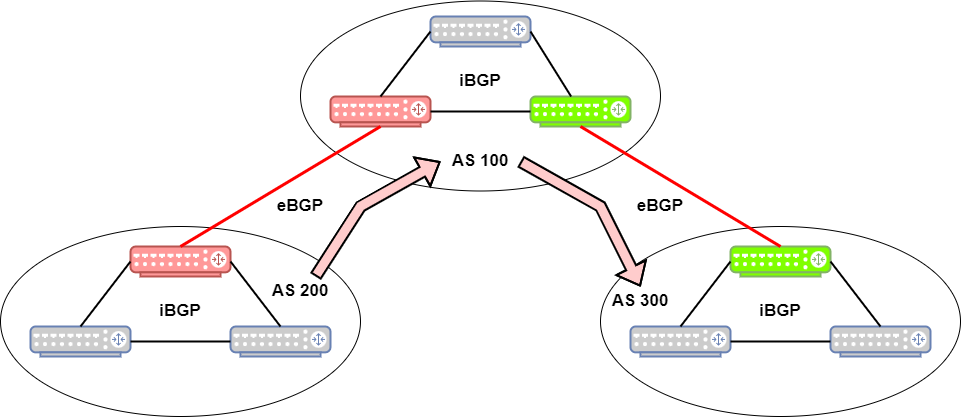 iBGP
AS 100
eBGP
eBGP
AS 200
AS 300
iBGP
iBGP